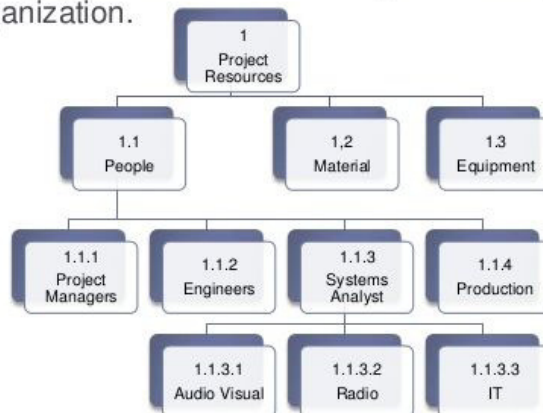 anization.
1
Project
Resources
1.1
People
1,2
Material
1.3
Equipment
1.1.1
Project
Managers
1.1.2
Engineers
1.1.3
Systems
Analyst
1.1.4
Production
1.1.3.1
Audio Visual
1.1.3.2
Radio
1.1.3.3
IT